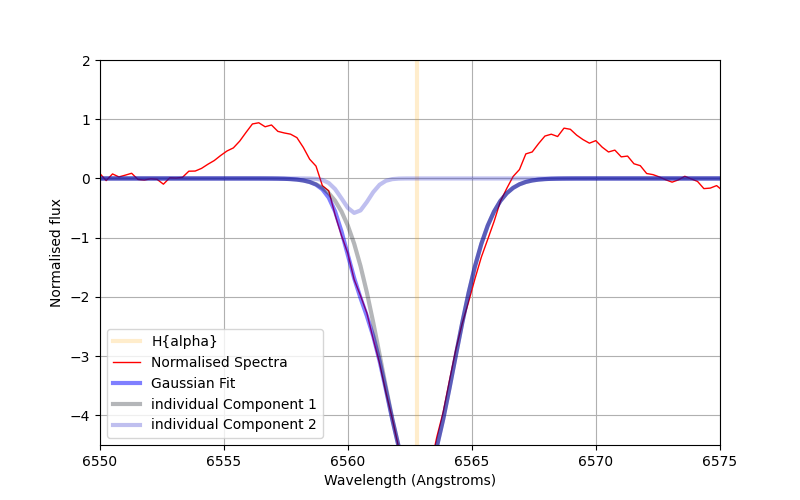 2
1
0
−1
−2
−3
−4
Normalised flux
H{alpha}
Normalised Spectra
Gaussian Fit
individual Component 1
individual Component 2
6550 6555 6560 6565 6570 6575
Wavelength (Angstroms)